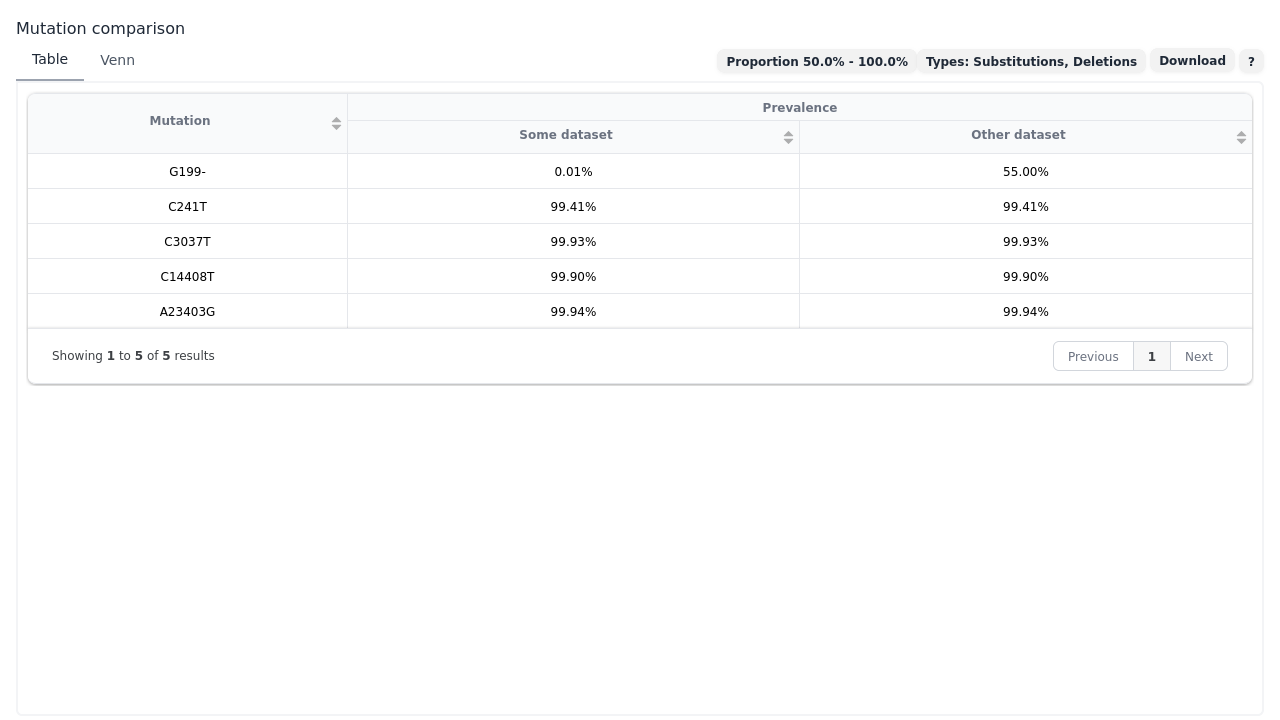 Mutation comparison
Table Venn Proportion 50.0% - 100.0% Types: Substitutions, Deletions Download ?
Mutation Prevalence
Some dataset Other dataset
G199- 0.01% 55.00%
C241T 99.41% 99.41%
C3037T 99.93% 99.93%
C14408T 99.90% 99.90%
A23403G 99.94% 99.94%
Showing 1 to 5 of 5 results Previous 1 Next